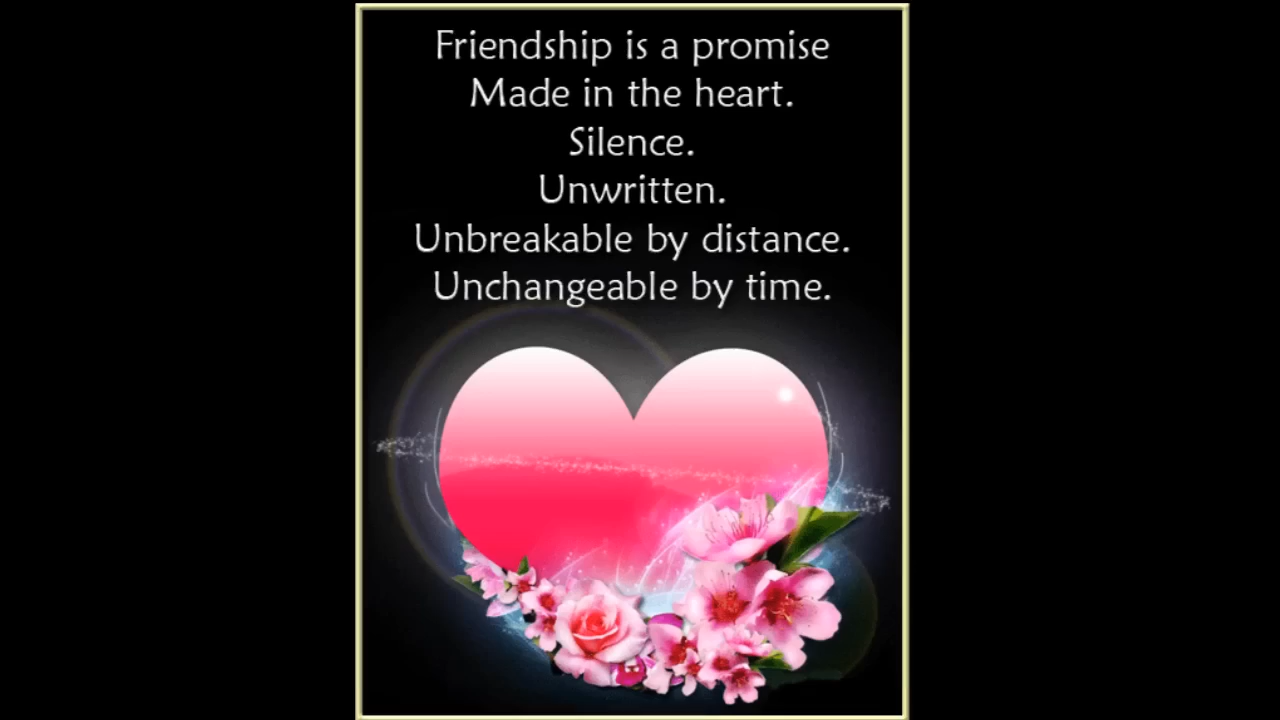 Friendship is a promise
Made in the heart.
Silence.
Unwritten.
Unbreakable by distance.
Unchangeable by time.